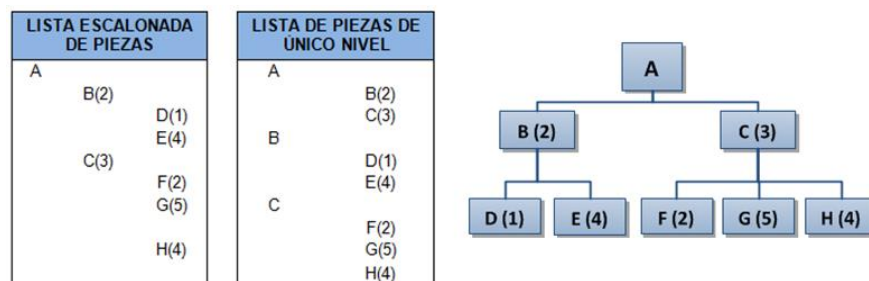 LISTA ESCALONADA
DE PIEZAS
A
B(2)
D(1)
E(4)
C(3)
F(2)
G(5)
H(4)
LISTA DE PIEZAS DE
ÚNICO NIVEL
A
B(2)
C(3)
B
D(1)
E(4)
C
F(2)
G(5)
H(4)
A
B (2)
C (3)
D (1)
E (4)
F (2)
G (5)
H (4)